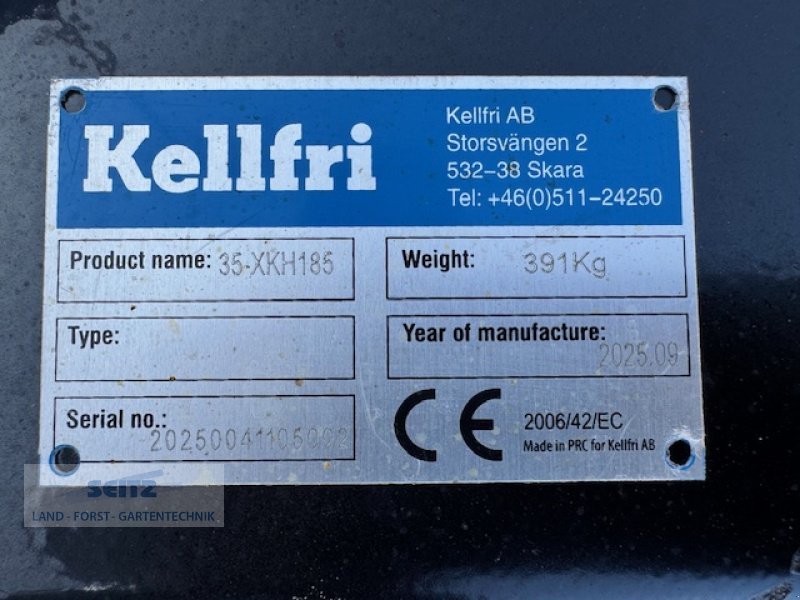 Kellfri
Kellfri AB
Storsvängen 2
532-38 Skara
Tel: +46(0)511-24250
Product name: 35-XKH185
Weight: 391Kg
Type:
Year of manufacture: 2025.09
Serial no.: 20250041105002
CE
2006/42/EC
Made in PRC for Kellfri AB
SEITZ
LAND - FORST - GARTENTECHNIK